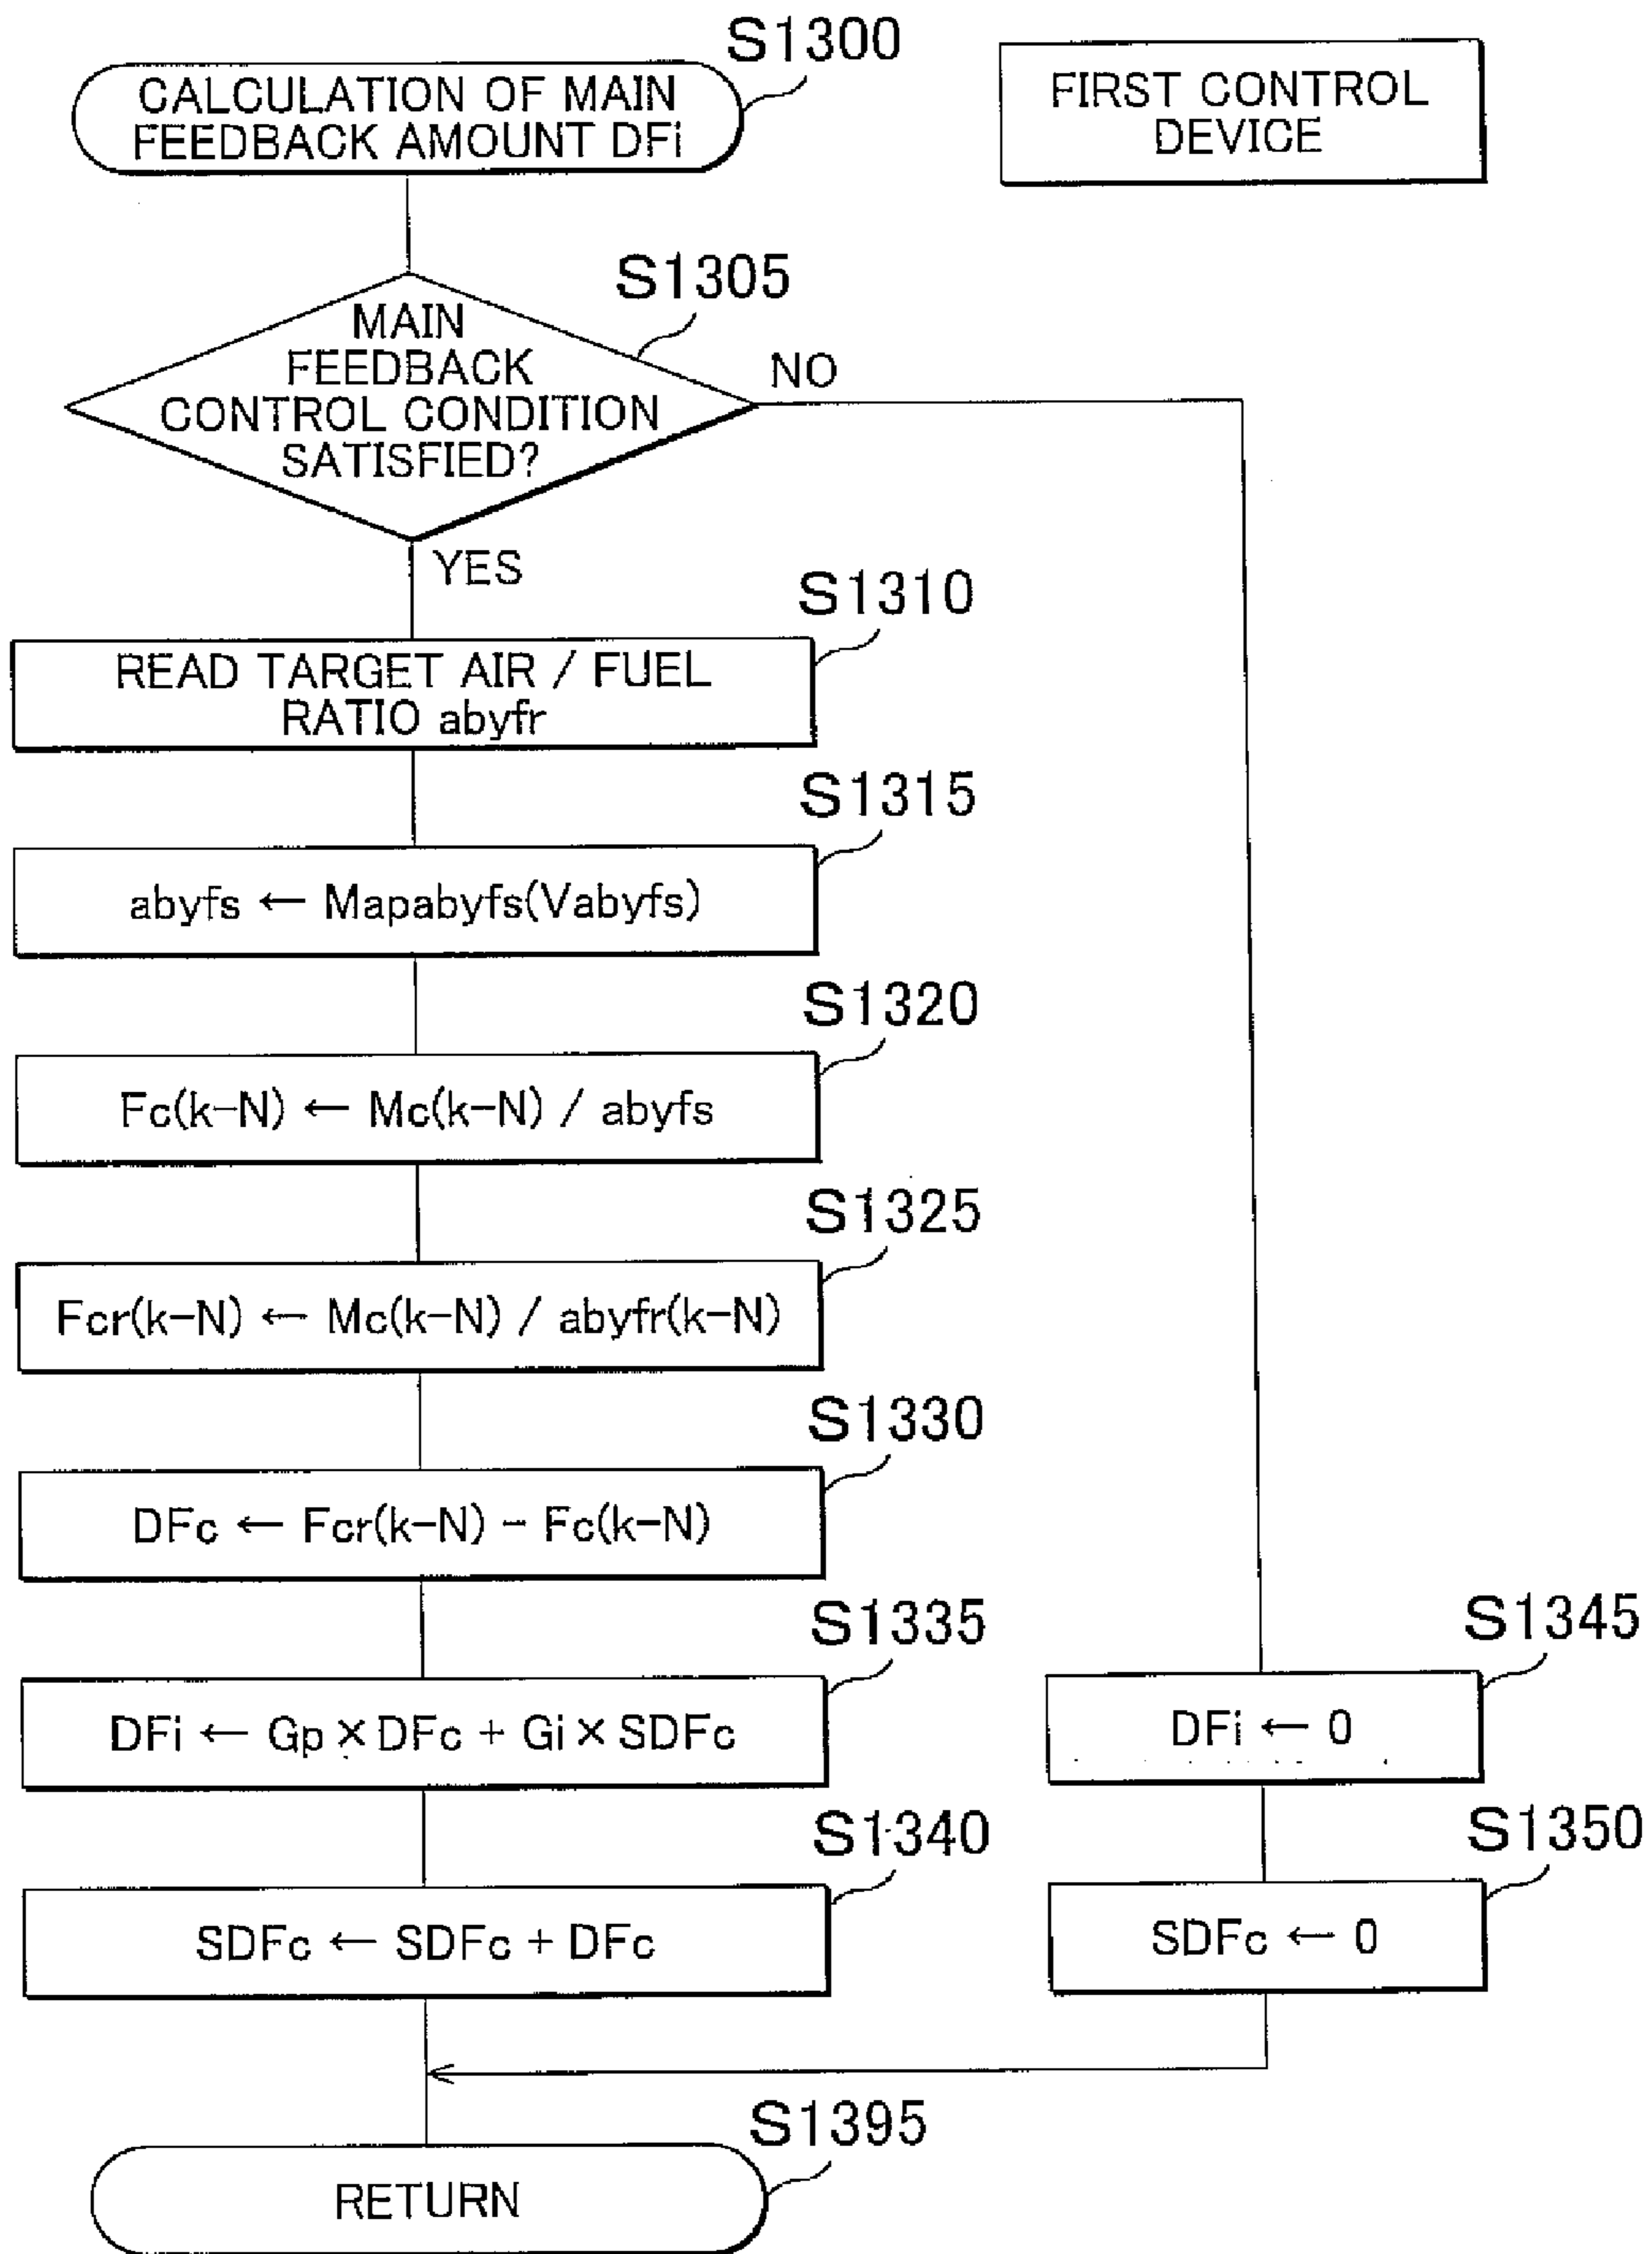 S1300
CALCULATION OF MAIN
FEEDBACK AMOUNT DFi
FIRST CONTROL
DEVICE
S1305
MAIN
FEEDBACK
CONTROL CONDITION
SATISFIED?
NO
YES
S1310
READ TARGET AIR / FUEL
RATIO abyfr
S1315
abyfs ← Mapabyfs(Vabyfs)
S1320
Fc(k-N) ← Mc(k-N) / abyfs
S1325
Fcr(k-N) ← Mc(k-N) / abyfr(k-N)
S1330
DFc ← Fcr(k-N) - Fc(k-N)
S1335
DFi ← Gp × DFc + Gi × SDFc
S1345
DFi ← 0
S1340
SDFc ← SDFc + DFc
S1350
SDFc ← 0
S1395
RETURN